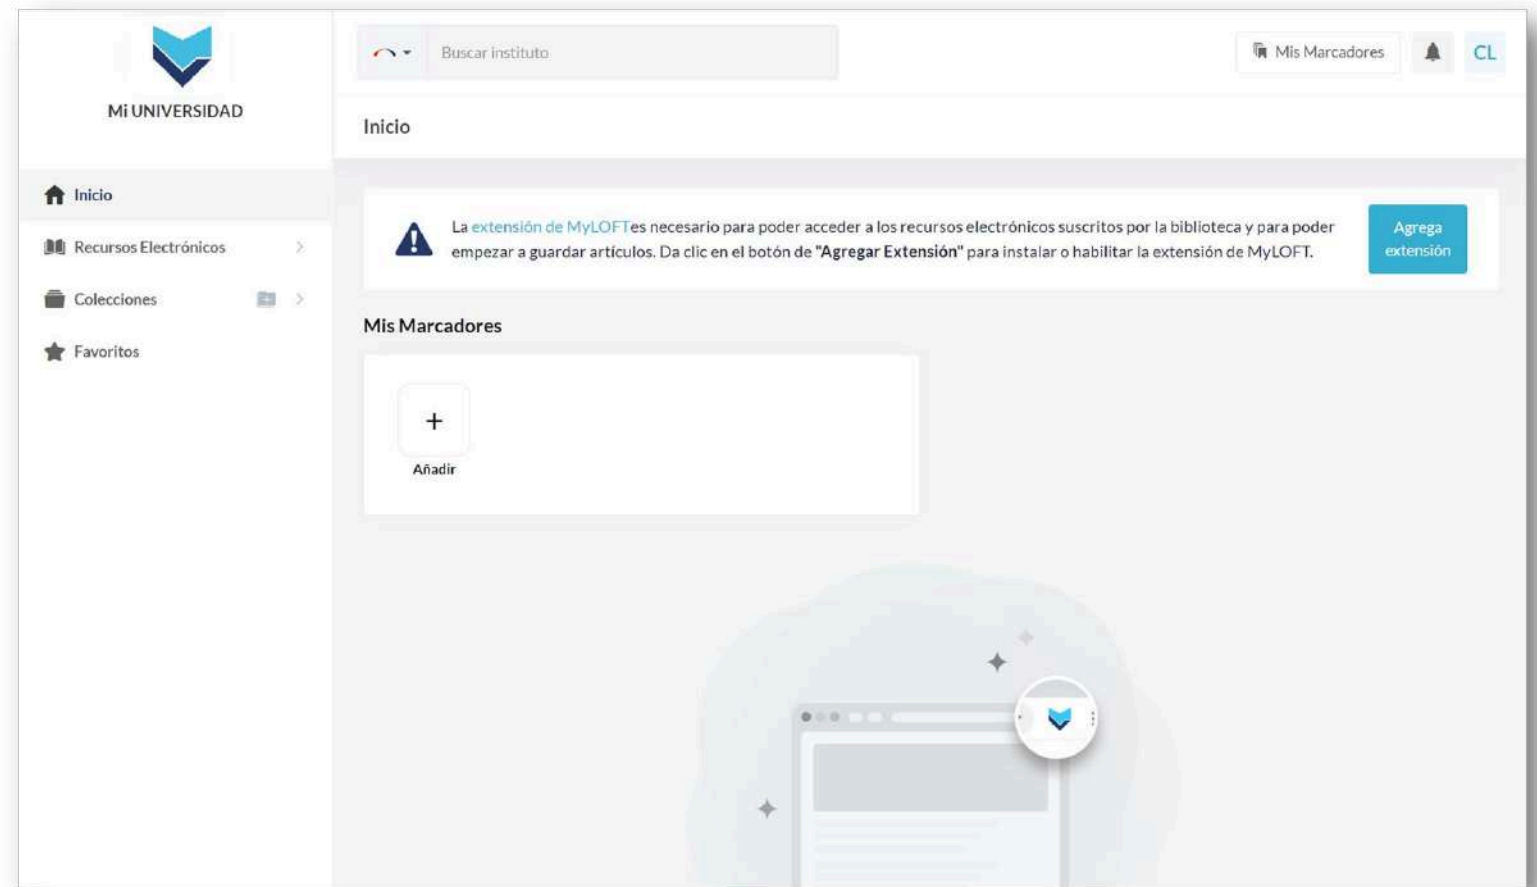 Mi UNIVERSIDAD
Inicio
Recursos Electrónicos
Colecciones
Favoritos
Buscar instituto
Mis Marcadores
CL
Inicio
La extensión de MyLOFTes necesario para poder acceder a los recursos electrónicos suscritos por la biblioteca y para poder
empezar a guardar artículos. Da clic en el botón de "Agregar Extensión" para instalar o habilitar la extensión de MyLOFT.
Agrega
extensión
Mis Marcadores
+
Añadir